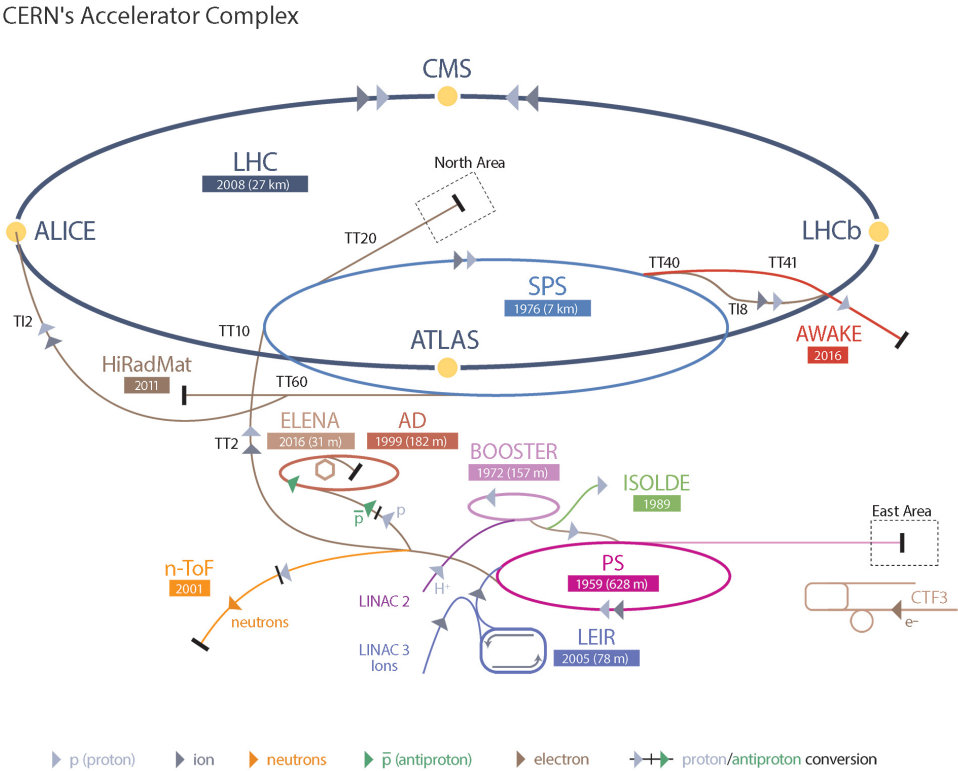 CERN's Accelerator Complex
CMS
North Area
LHC
2008 (27 km)
ALICE
LHCb
TT20
TT40
TT41
SPS
1976 (7 km)
TI8
TI2
TT10
ATLAS
AWAKE
2016
HiRadMat
2011
TT60
ELENA
2016 (31 m)
AD
1999 (182 m)
TT2
BOOSTER
1972 (157 m)
ISOLDE
1989
p
p̅
East Area
n-ToF
2001
PS
1959 (628 m)
H⁺
LINAC 2
CTF3
e⁻
neutrons
LINAC 3
Ions
LEIR
2005 (78 m)
p (proton)
ion
neutrons
p̅ (antiproton)
electron
proton/antiproton conversion